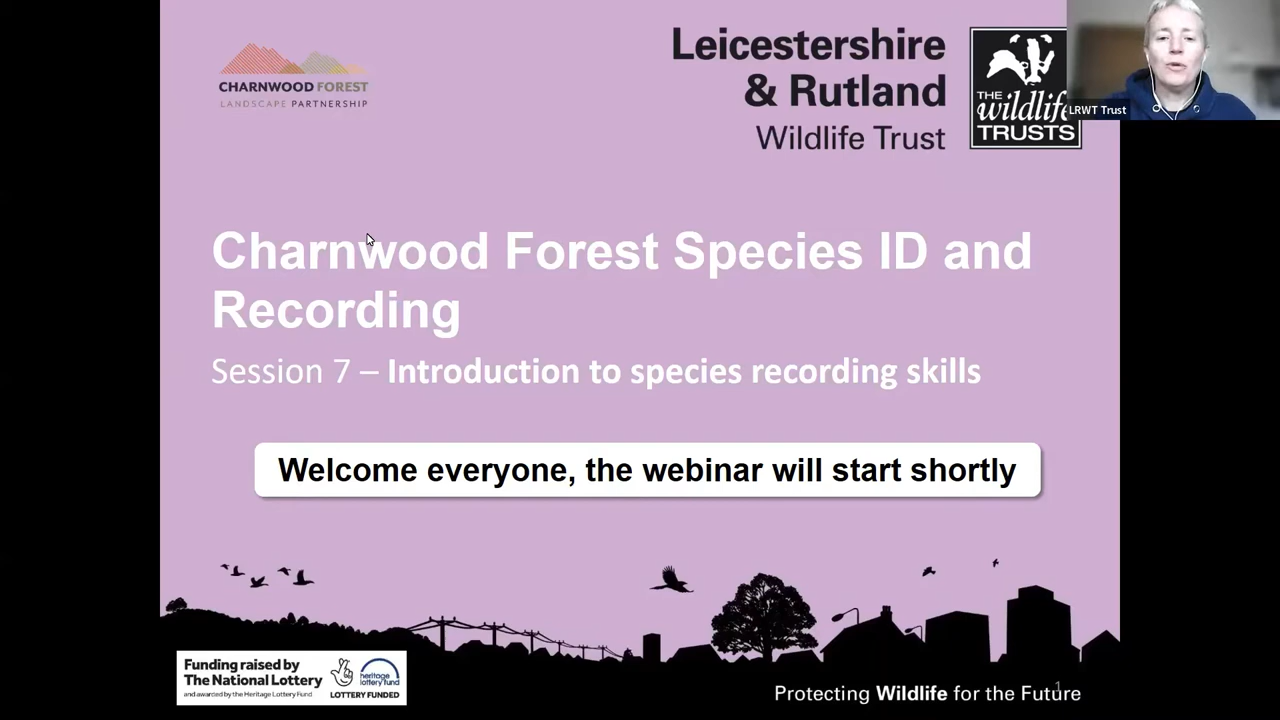 CHARNWOOD FOREST
LANDSCAPE PARTNERSHIP
Leicestershire
& Rutland
Wildlife Trust
THE
wildlife
TRUSTS
LRWT Trust
Charnwood Forest Species ID and
Recording
Session 7 – Introduction to species recording skills
Welcome everyone, the webinar will start shortly
Funding raised by
The National Lottery
and awarded by the Heritage Lottery Fund
heritage
lottery fund
LOTTERY FUNDED
1
Protecting Wildlife for the Future